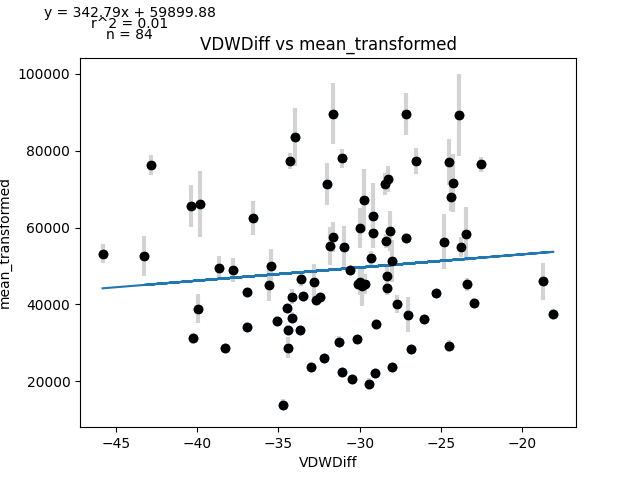 y = 342.79x + 59899.88
r^2 = 0.01
n = 84
VDWDiff vs mean_transformed
mean_transformed
100000
80000
60000
40000
20000
−45
−40
−35
−30
−25
−20
VDWDiff